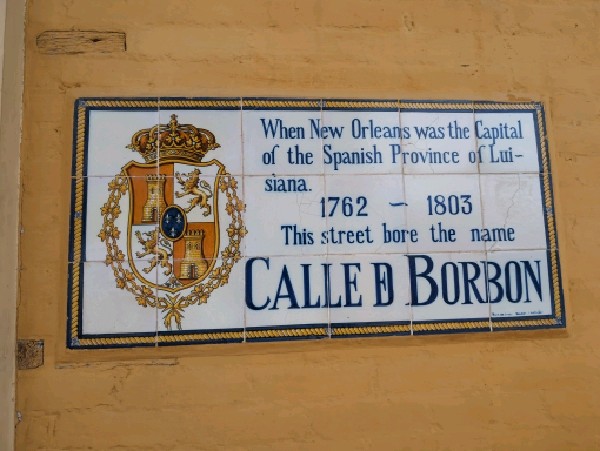 When New Orleans was the Capital
of the Spanish Province of Lui-
siana.
1762 - 1803
This street bore the name
CALLE D BORBON